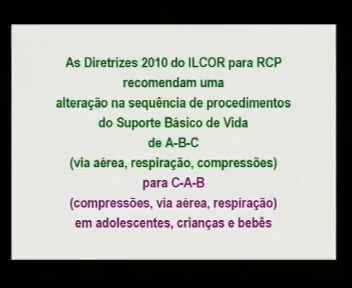 As Diretrizes 2010 do ILCOR para RCP
recomendam uma
alteração na sequência de procedimentos
do Suporte Básico de Vida
de A-B-C
(via aérea, respiração, compressões)
para C-A-B
(compressões, via aérea, respiração)
em adolescentes, crianças e bebês